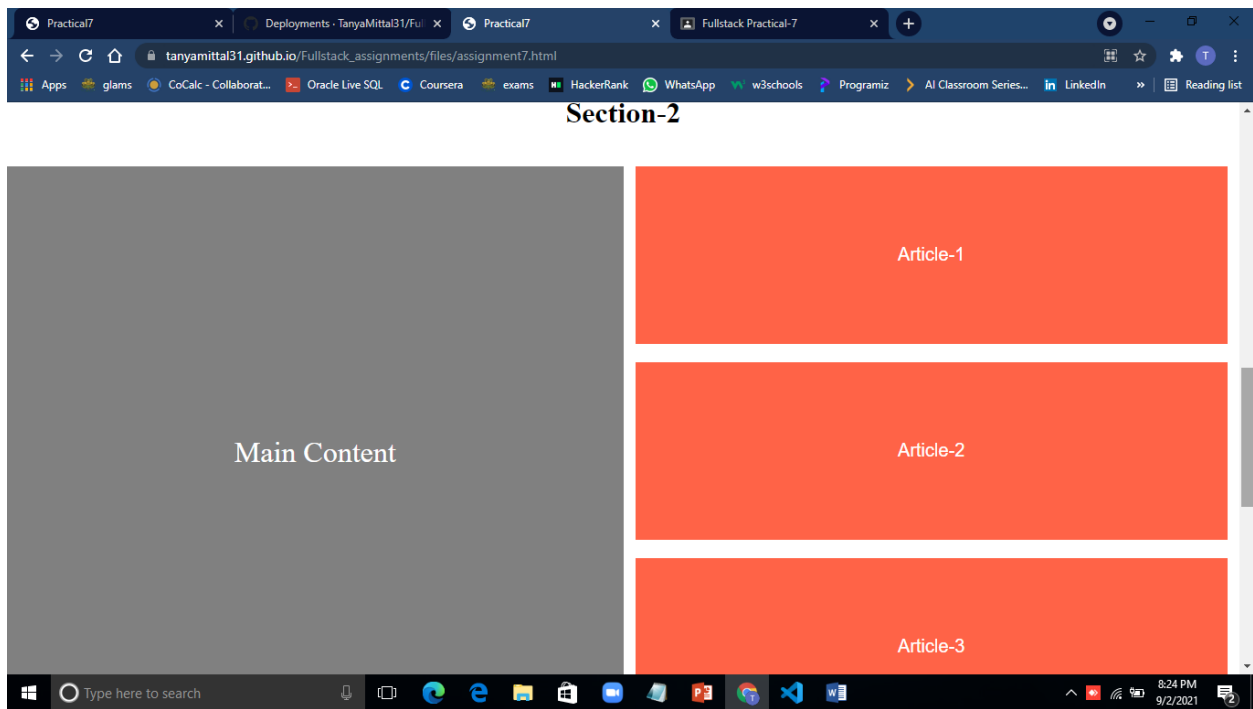 Practical7
Deployments · TanyaMittal31/Ful
Practical7
Fullstack Practical-7
tanyamittal31.github.io/Fullstack_assignments/files/assignment7.html
T
Apps glams CoCalc - Collaborat... Oracle Live SQL C Coursera exams HackerRank WhatsApp w3schools Programiz AI Classroom Series... in LinkedIn » Reading list
Section-2
Main Content
Article-1
Article-2
Article-3
Type here to search
8:24 PM
9/2/2021
2